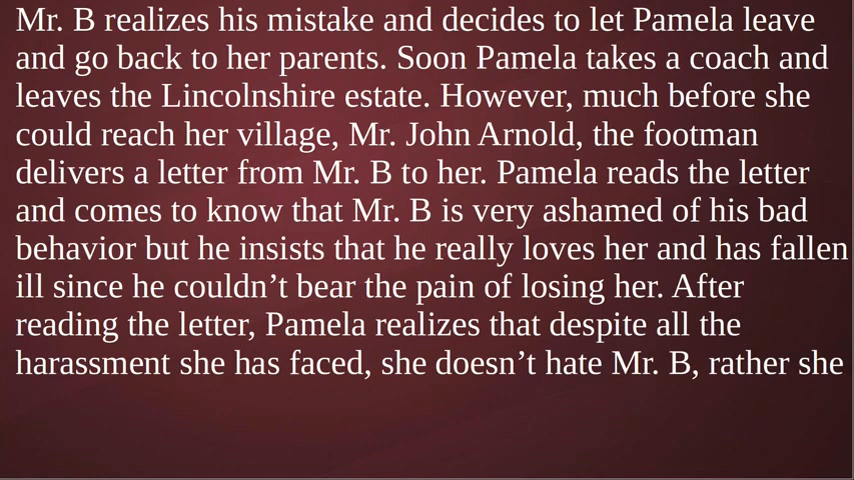 Mr. B realizes his mistake and decides to let Pamela leave
and go back to her parents. Soon Pamela takes a coach and
leaves the Lincolnshire estate. However, much before she
could reach her village, Mr. John Arnold, the footman
delivers a letter from Mr. B to her. Pamela reads the letter
and comes to know that Mr. B is very ashamed of his bad
behavior but he insists that he really loves her and has fallen
ill since he couldn’t bear the pain of losing her. After
reading the letter, Pamela realizes that despite all the
harassment she has faced, she doesn’t hate Mr. B, rather she